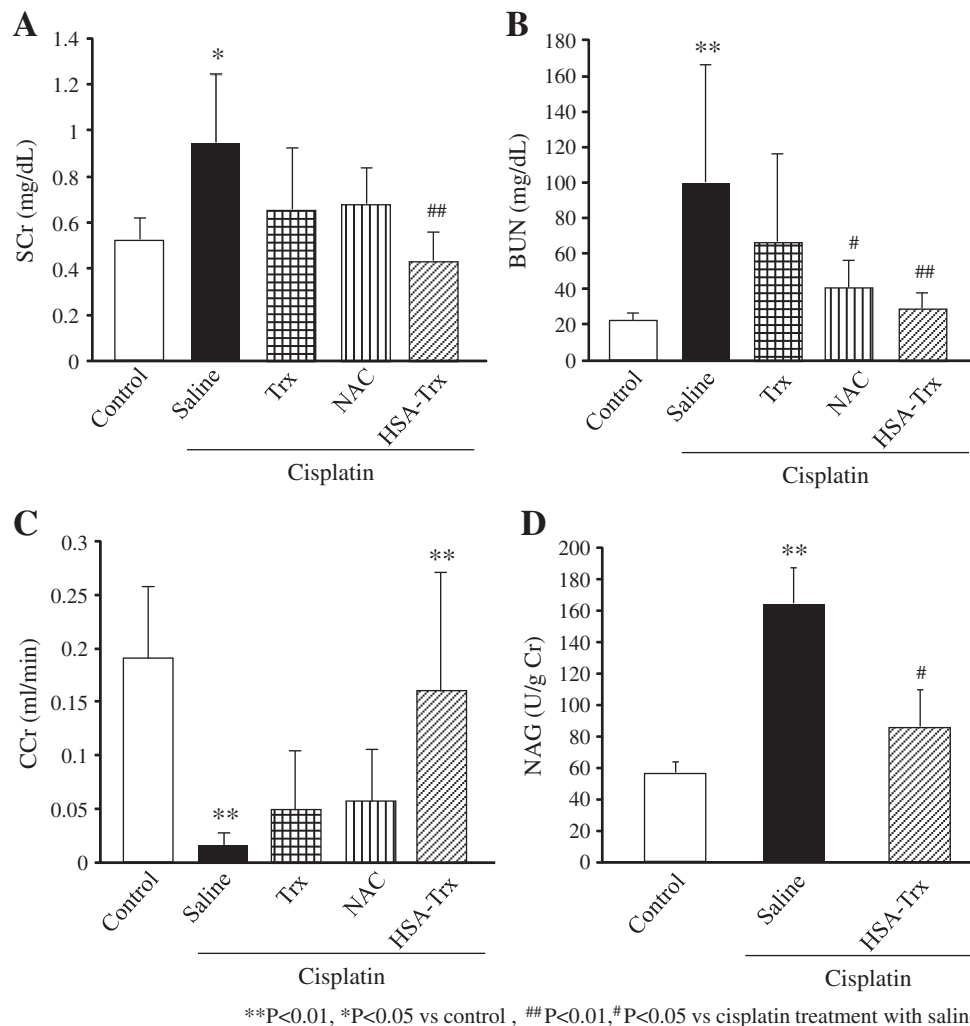 A
1.4
1.2
1
0.8
0.6
0.4
0.2
0
SCr (mg/dL)
*
##
Control
Saline
Trx
NAC
HSA-Trx
Cisplatin
B
180
160
140
120
100
80
60
40
20
0
BUN (mg/dL)
**
#
##
Control
Saline
Trx
NAC
HSA-Trx
Cisplatin
C
0.3
0.25
0.2
0.15
0.1
0.05
0
CCr (ml/min)
**
**
Control
Saline
Trx
NAC
HSA-Trx
Cisplatin
D
200
180
160
140
120
100
80
60
40
20
0
NAG (U/g Cr)
**
#
Control
Saline
HSA-Trx
Cisplatin
**P<0.01, *P<0.05 vs control , ##P<0.01,#P<0.05 vs cisplatin treatment with salin